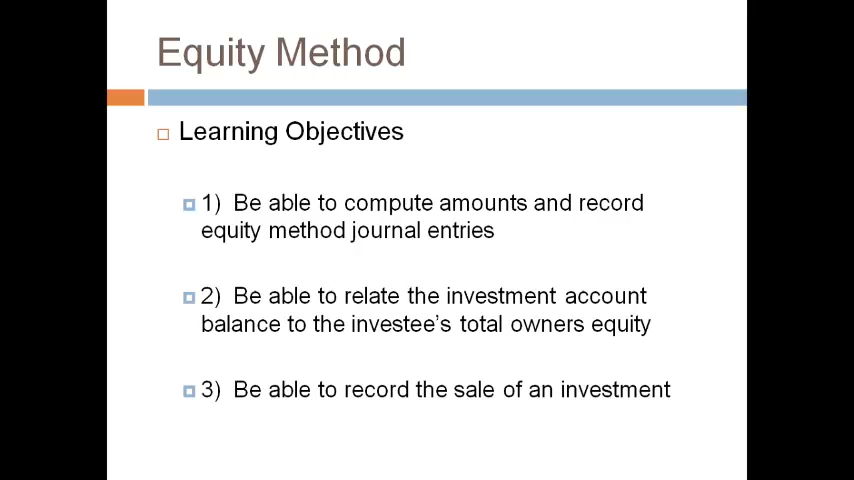 Equity Method
Learning Objectives
1) Be able to compute amounts and record
equity method journal entries
2) Be able to relate the investment account
balance to the investee’s total owners equity
3) Be able to record the sale of an investment